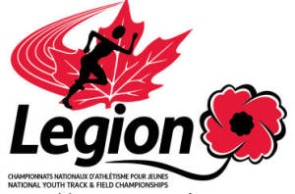 Legion
CHAMPIONNATS NATIONAUX D'ATHLÉTISME POUR JEUNES
NATIONAL YOUTH TRACK & FIELD CHAMPIONSHIPS